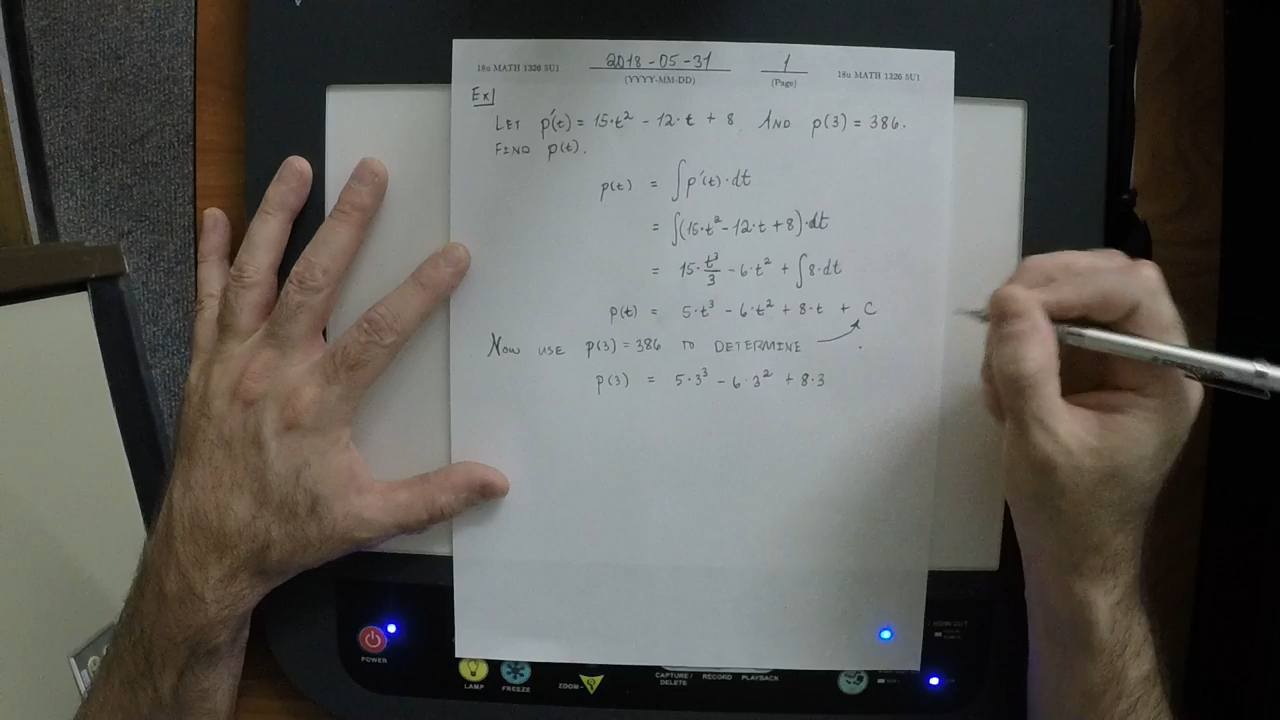 18u MATH 1326 5U1 2018-05-31 1 18u MATH 1326 5U1
(YYYY-MM-DD) (Page)
Ex1
LET p'(t) = 15·t² - 12·t + 8 AND p(3) = 386.
FIND p(t).
p(t) = ∫p'(t)·dt
= ∫(15·t² - 12·t + 8)·dt
= 15·t³/3 - 6·t² + ∫8·dt
p(t) = 5·t³ - 6·t² + 8·t + C
NOW USE p(3) = 386 TO DETERMINE
p(3) = 5·3³ - 6·3² + 8·3
POWER
LAMP FREEZE ZOOM CAPTURE/DELETE RECORD PLAYBACK